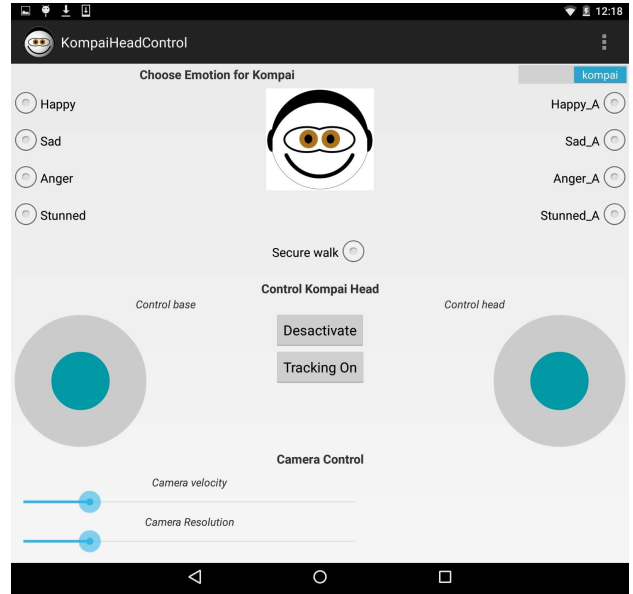 12:18
KompaiHeadControl
Choose Emotion for Kompai
kompai
Happy
Happy_A
Sad
Sad_A
Anger
Anger_A
Stunned
Stunned_A
Secure walk
Control Kompai Head
Control base
Control head
Desactivate
Tracking On
Camera Control
Camera velocity
Camera Resolution